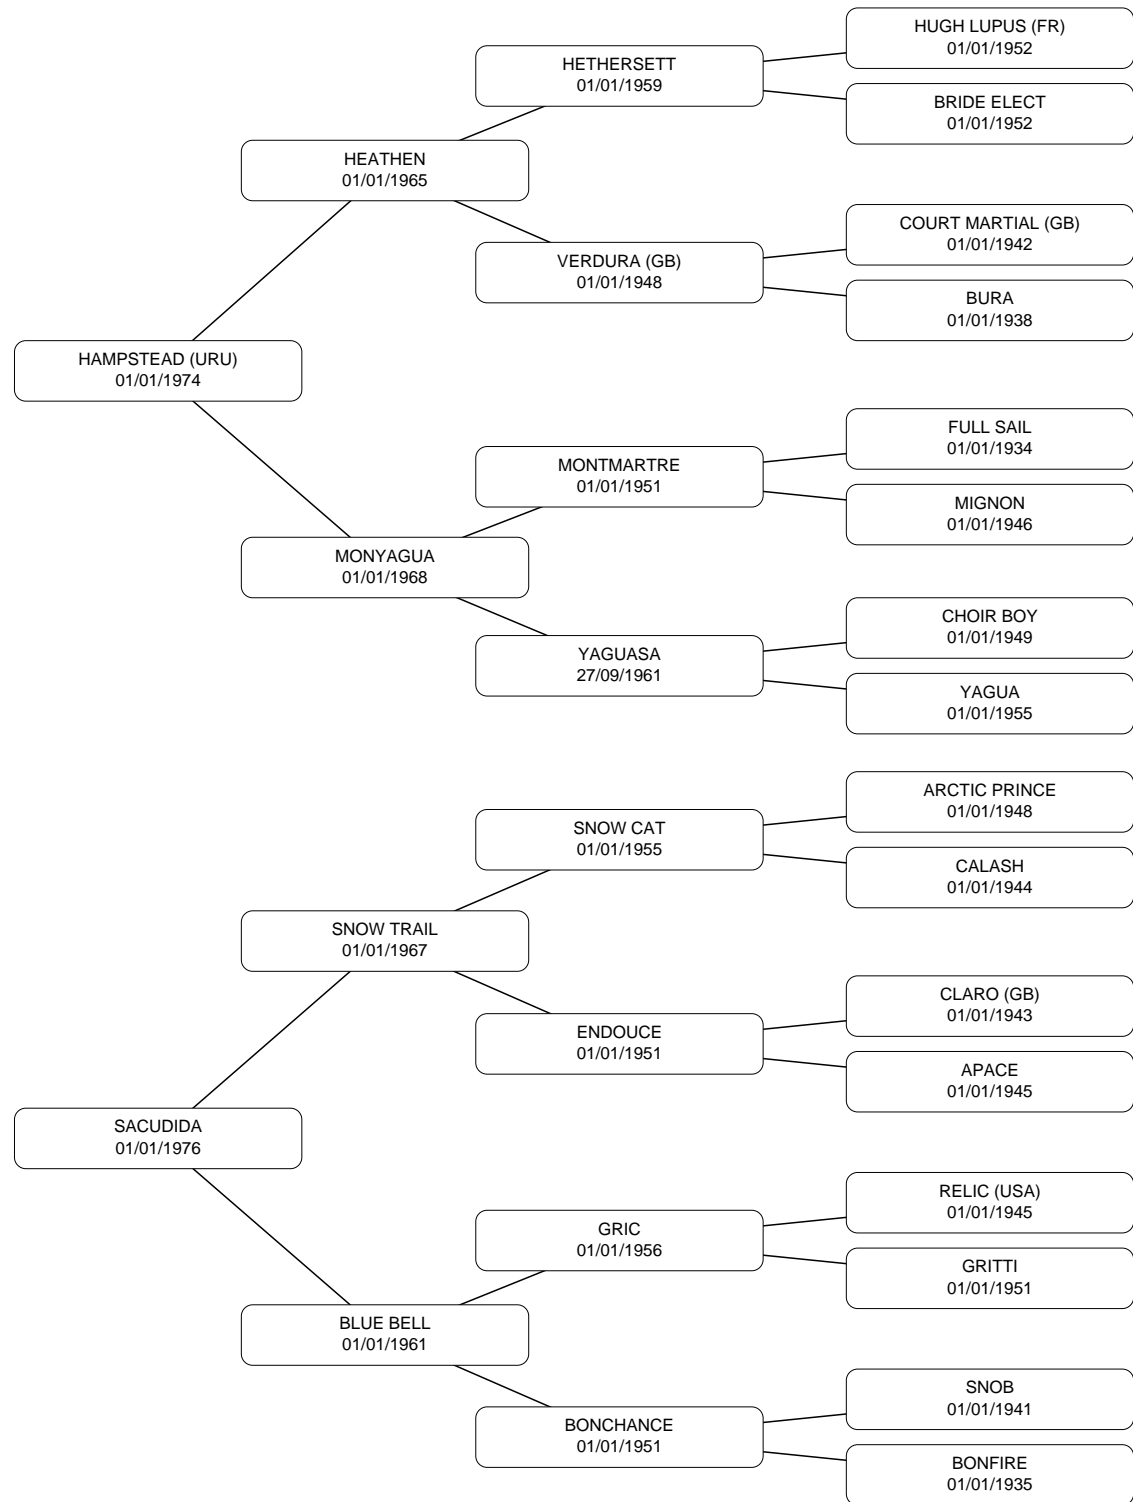 HUGH LUPUS (FR)
01/01/1952
HETHERSETT
01/01/1959
BRIDE ELECT
01/01/1952
HEATHEN
01/01/1965
COURT MARTIAL (GB)
01/01/1942
VERDURA (GB)
01/01/1948
BURA
01/01/1938
HAMPSTEAD (URU)
01/01/1974
FULL SAIL
01/01/1934
MONTMARTRE
01/01/1951
MIGNON
01/01/1946
MONYAGUA
01/01/1968
CHOIR BOY
01/01/1949
YAGUASA
27/09/1961
YAGUA
01/01/1955
ARCTIC PRINCE
01/01/1948
SNOW CAT
01/01/1955
CALASH
01/01/1944
SNOW TRAIL
01/01/1967
CLARO (GB)
01/01/1943
ENDOUCE
01/01/1951
APACE
01/01/1945
SACUDIDA
01/01/1976
RELIC (USA)
01/01/1945
GRIC
01/01/1956
GRITTI
01/01/1951
BLUE BELL
01/01/1961
SNOB
01/01/1941
BONCHANCE
01/01/1951
BONFIRE
01/01/1935